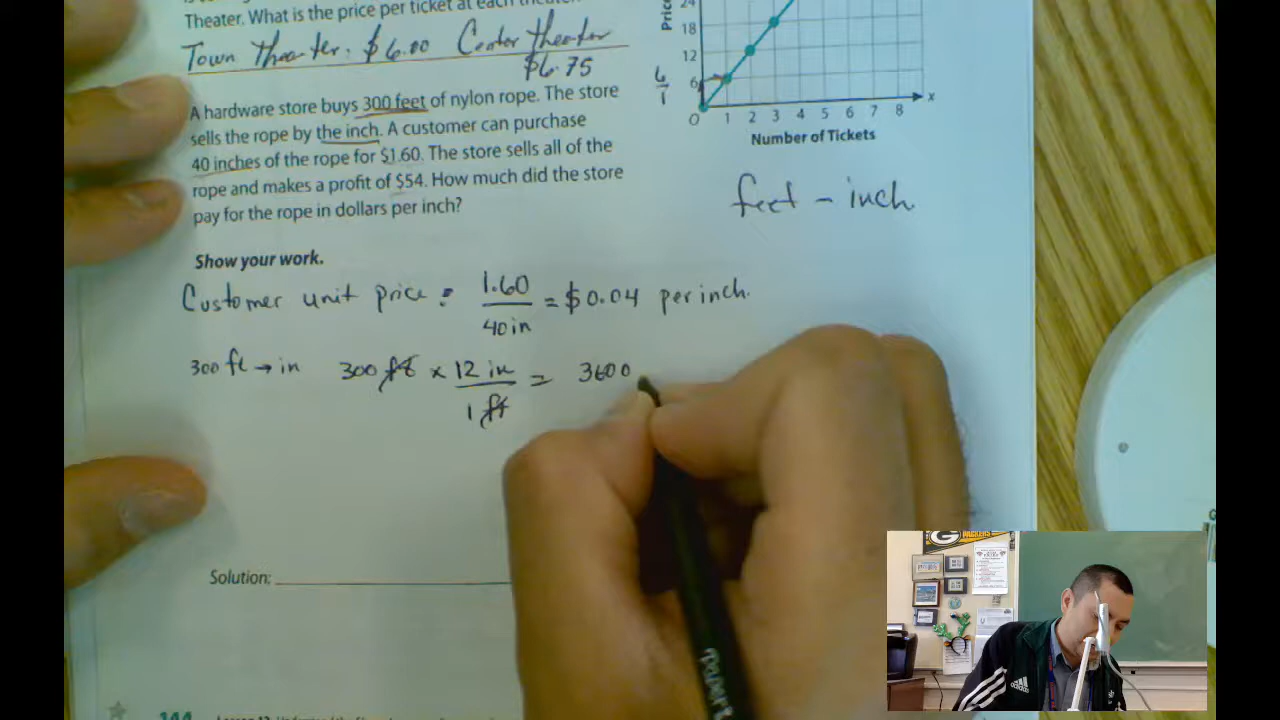 Theater. What is the price per ticket at each theater?
Town Theater: $6.00 Center theater
$6.75
A hardware store buys 300 feet of nylon rope. The store
sells the rope by the inch. A customer can purchase
40 inches of the rope for $1.60. The store sells all of the
rope and makes a profit of $54. How much did the store
pay for the rope in dollars per inch?
24
18
12
6
6/1
O 1 2 3 4 5 6 7 8 x
Number of Tickets
feet - inch
Show your work.
Customer unit price : 1.60/40 in = $0.04 per inch.
300 ft → in 300 ft × 12 in/1 ft = 3600
Solution:
PACKERS
G
adidas